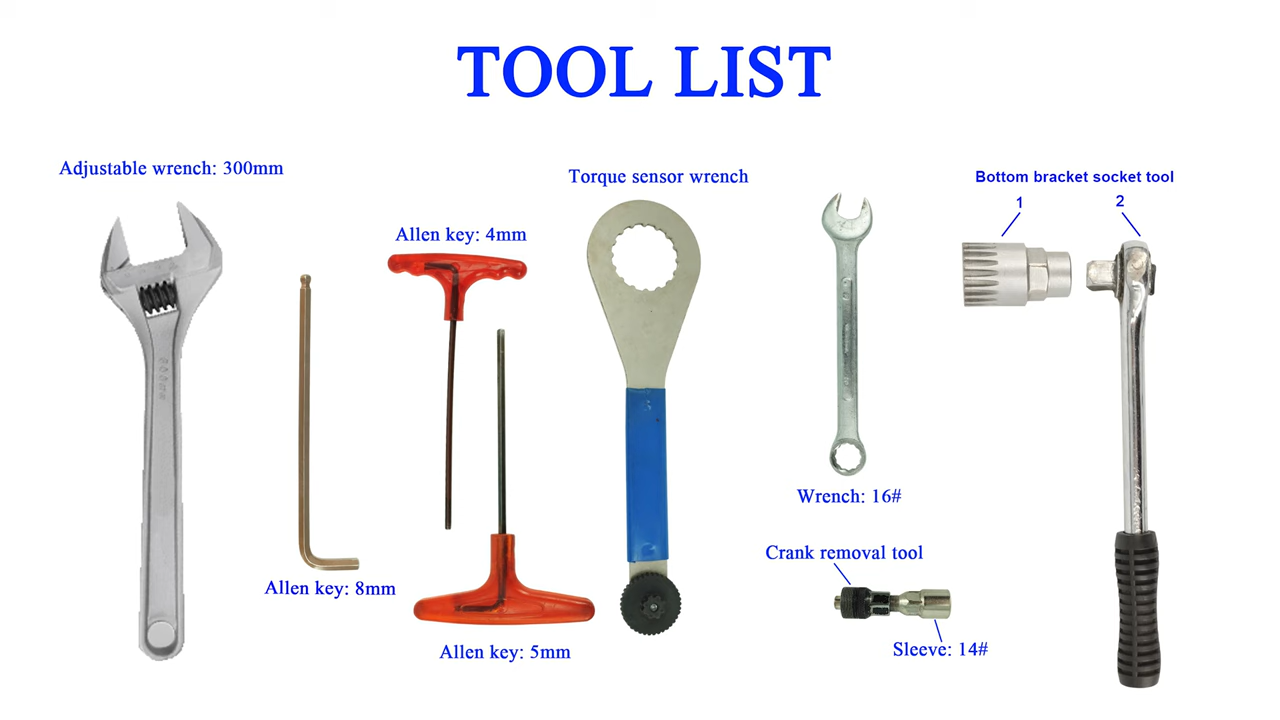 TOOL LIST
Adjustable wrench: 300mm
Torque sensor wrench
Bottom bracket socket tool
1
2
Allen key: 4mm
Wrench: 16#
Crank removal tool
Allen key: 8mm
Allen key: 5mm
Sleeve: 14#